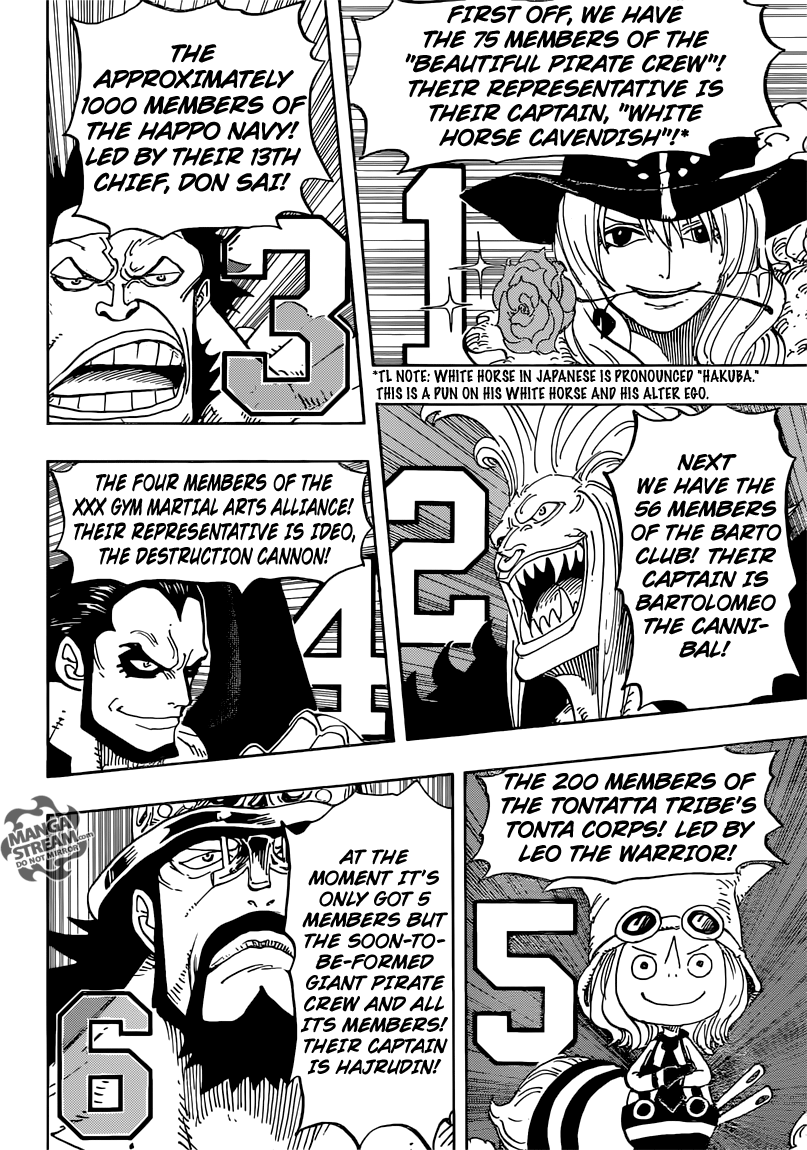 FIRST OFF, WE HAVE
THE 75 MEMBERS OF THE
"BEAUTIFUL PIRATE CREW"!
THEIR REPRESENTATIVE IS
THEIR CAPTAIN, "WHITE
HORSE CAVENDISH"!*
1
*TL NOTE: WHITE HORSE IN JAPANESE IS PRONOUNCED "HAKUBA."
THIS IS A PUN ON HIS WHITE HORSE AND HIS ALTER EGO.
NEXT
WE HAVE THE
56 MEMBERS
OF THE BARTO
CLUB! THEIR
CAPTAIN IS
BARTOLOMEO
THE CANNI-
BAL!
2
THE
APPROXIMATELY
1000 MEMBERS OF
THE HAPPO NAVY!
LED BY THEIR 13TH
CHIEF, DON SAI!
3
THE FOUR MEMBERS OF THE
XXX GYM MARTIAL ARTS ALLIANCE!
THEIR REPRESENTATIVE IS IDEO,
THE DESTRUCTION CANNON!
4
THE 200 MEMBERS OF
THE TONTATTA TRIBE'S
TONTA CORPS! LED BY
LEO THE WARRIOR!
5
AT THE
MOMENT IT'S
ONLY GOT 5
MEMBERS BUT
THE SOON-TO-
BE-FORMED
GIANT PIRATE
CREW AND ALL
ITS MEMBERS!
THEIR CAPTAIN
IS HAJRUDIN!
6
MANGA
STREAM.com
DO NOT MIRROR